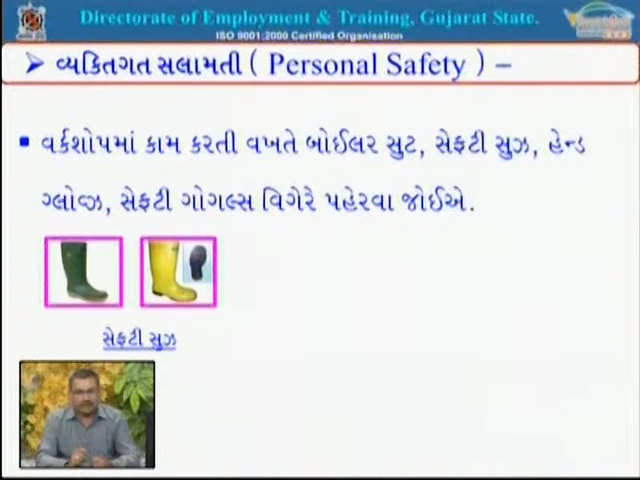 Directorate of Employment & Training, Gujarat State.
ISO 9001:2000 Certified Organisation
➢ વ્યકિતગત સલામતી ( Personal Safety ) –
▪ વર્કશોપમાં કામ કરતી વખતે બોઈલર સુટ, સેફટી સુઝ, હેન્ડ
ગ્લોવ્ઝ, સેફટી ગોગલ્સ વિગેરે પહેરવા જોઈએ.
સેફટી સુઝ